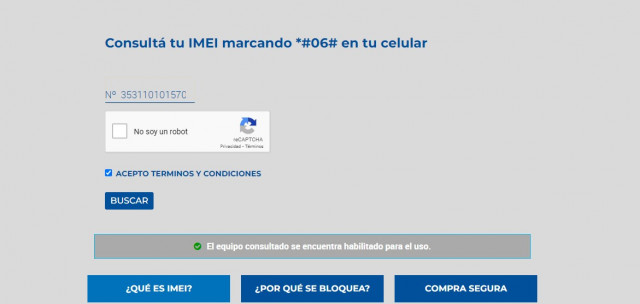 Consultá tu IMEI marcando *#06# en tu celular
Nº 35311010157
No soy un robot
reCAPTCHA
Privacidad - Términos
ACEPTO TERMINOS Y CONDICIONES
BUSCAR
El equipo consultado se encuentra habilitado para el uso.
¿QUÉ ES IMEI?
¿POR QUÉ SE BLOQUEA?
COMPRA SEGURA